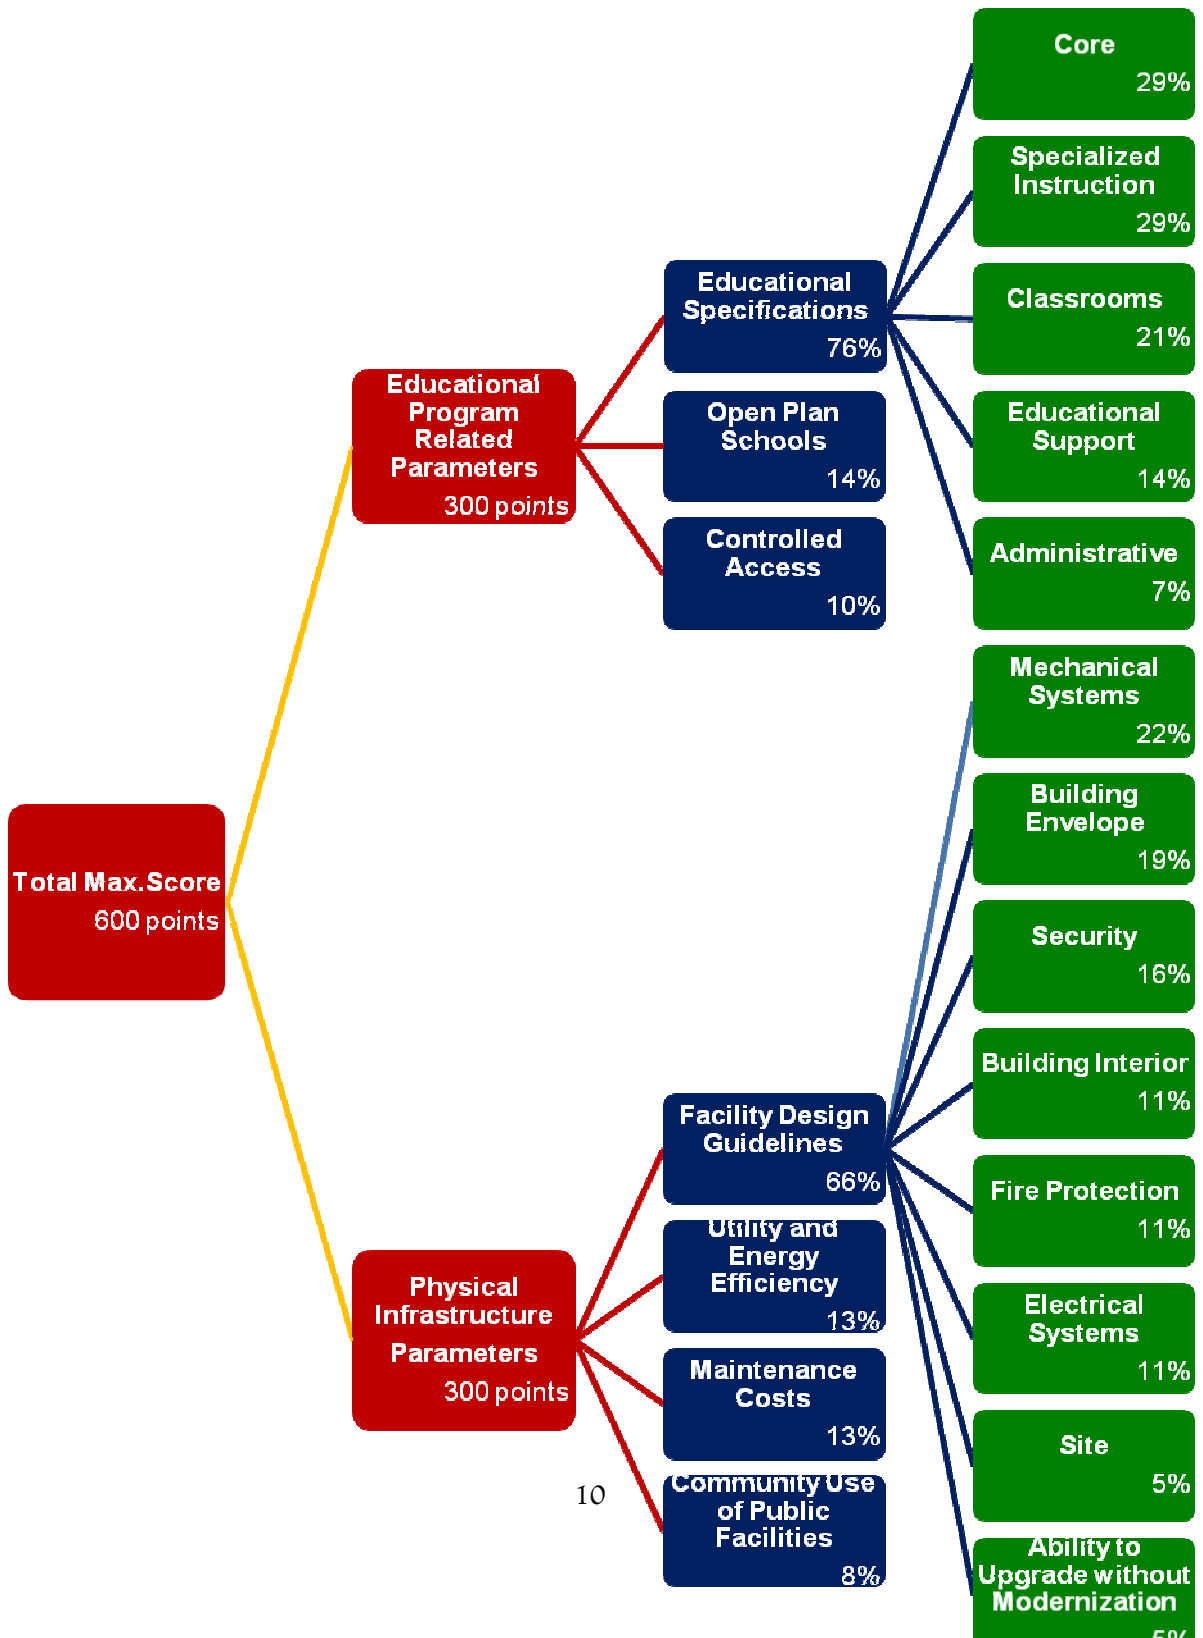 Core
29%
Specialized
Instruction
29%
Educational
Specifications
76%
Classrooms
21%
Educational
Program
Related
Parameters
300 points
Open Plan
Schools
14%
Educational
Support
14%
Controlled
Access
10%
Administrative
7%
Mechanical
Systems
22%
Building
Envelope
19%
Total Max.Score
600 points
Security
16%
Building Interior
11%
Facility Design
Guidelines
66%
Fire Protection
11%
Utility and
Energy
Efficiency
13%
Physical
Infrastructure
Parameters
300 points
Electrical
Systems
11%
Maintenance
Costs
13%
Site
5%
10
Community Use
of Public
Facilities
8%
Ability to
Upgrade without
Modernization
5%